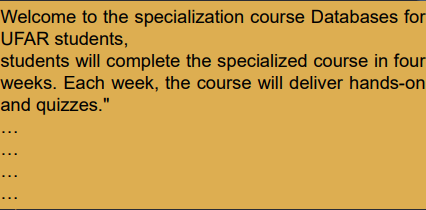 Welcome to the specialization course Databases for
UFAR students,
students will complete the specialized course in four
weeks. Each week, the course will deliver hands-on
and quizzes."
…
…
…
…